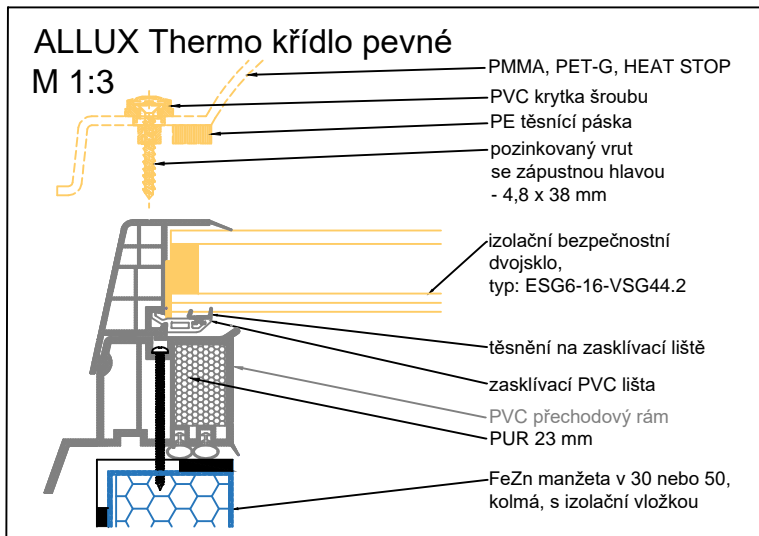 ALLUX Thermo křídlo pevné
M 1:3
PMMA, PET-G, HEAT STOP
PVC krytka šroubu
PE těsnící páska
pozinkovaný vrut
se zápustnou hlavou
- 4,8 x 38 mm
izolační bezpečnostní
dvojsklo,
typ: ESG6-16-VSG44.2
těsnění na zasklívací liště
zasklívací PVC lišta
PVC přechodový rám
PUR 23 mm
FeZn manžeta v 30 nebo 50,
kolmá, s izolační vložkou